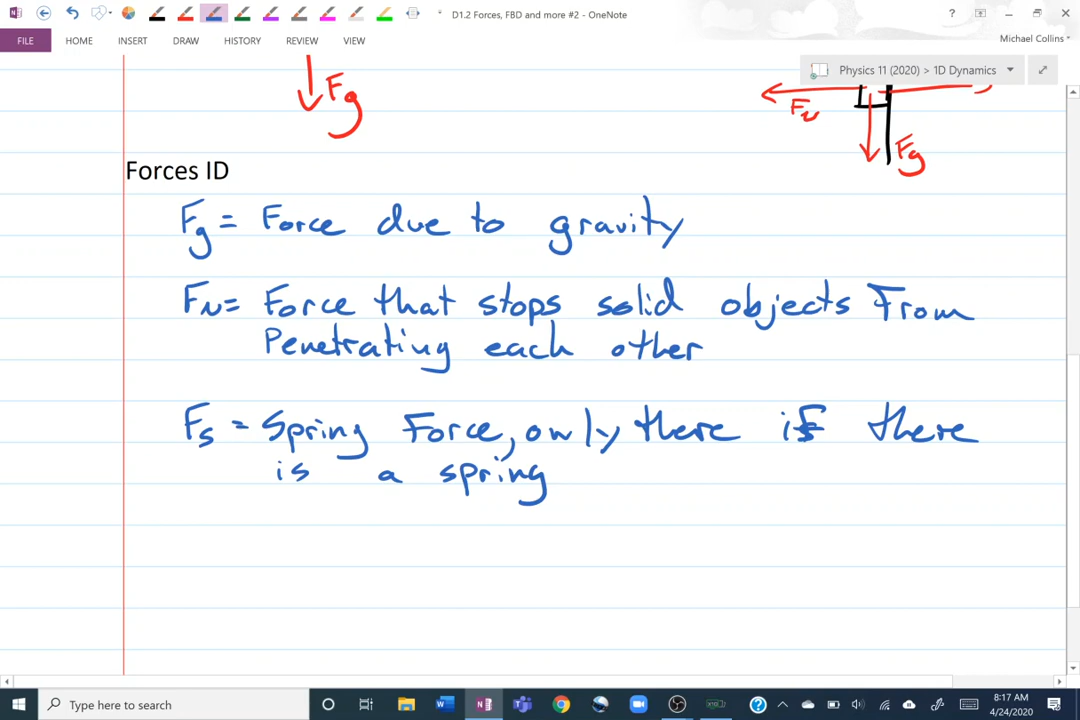 D1.2 Forces, FBD and more #2 - OneNote
?
Michael Collins
FILE HOME INSERT DRAW HISTORY REVIEW VIEW
Physics 11 (2020) > 1D Dynamics
Fg
FN
Fg
Forces ID
Fg = Force due to gravity
FN = Force that stops solid objects From
Penetrating each other
Fs = Spring Force, only there if there
is a spring
Type here to search
8:17 AM
4/24/2020